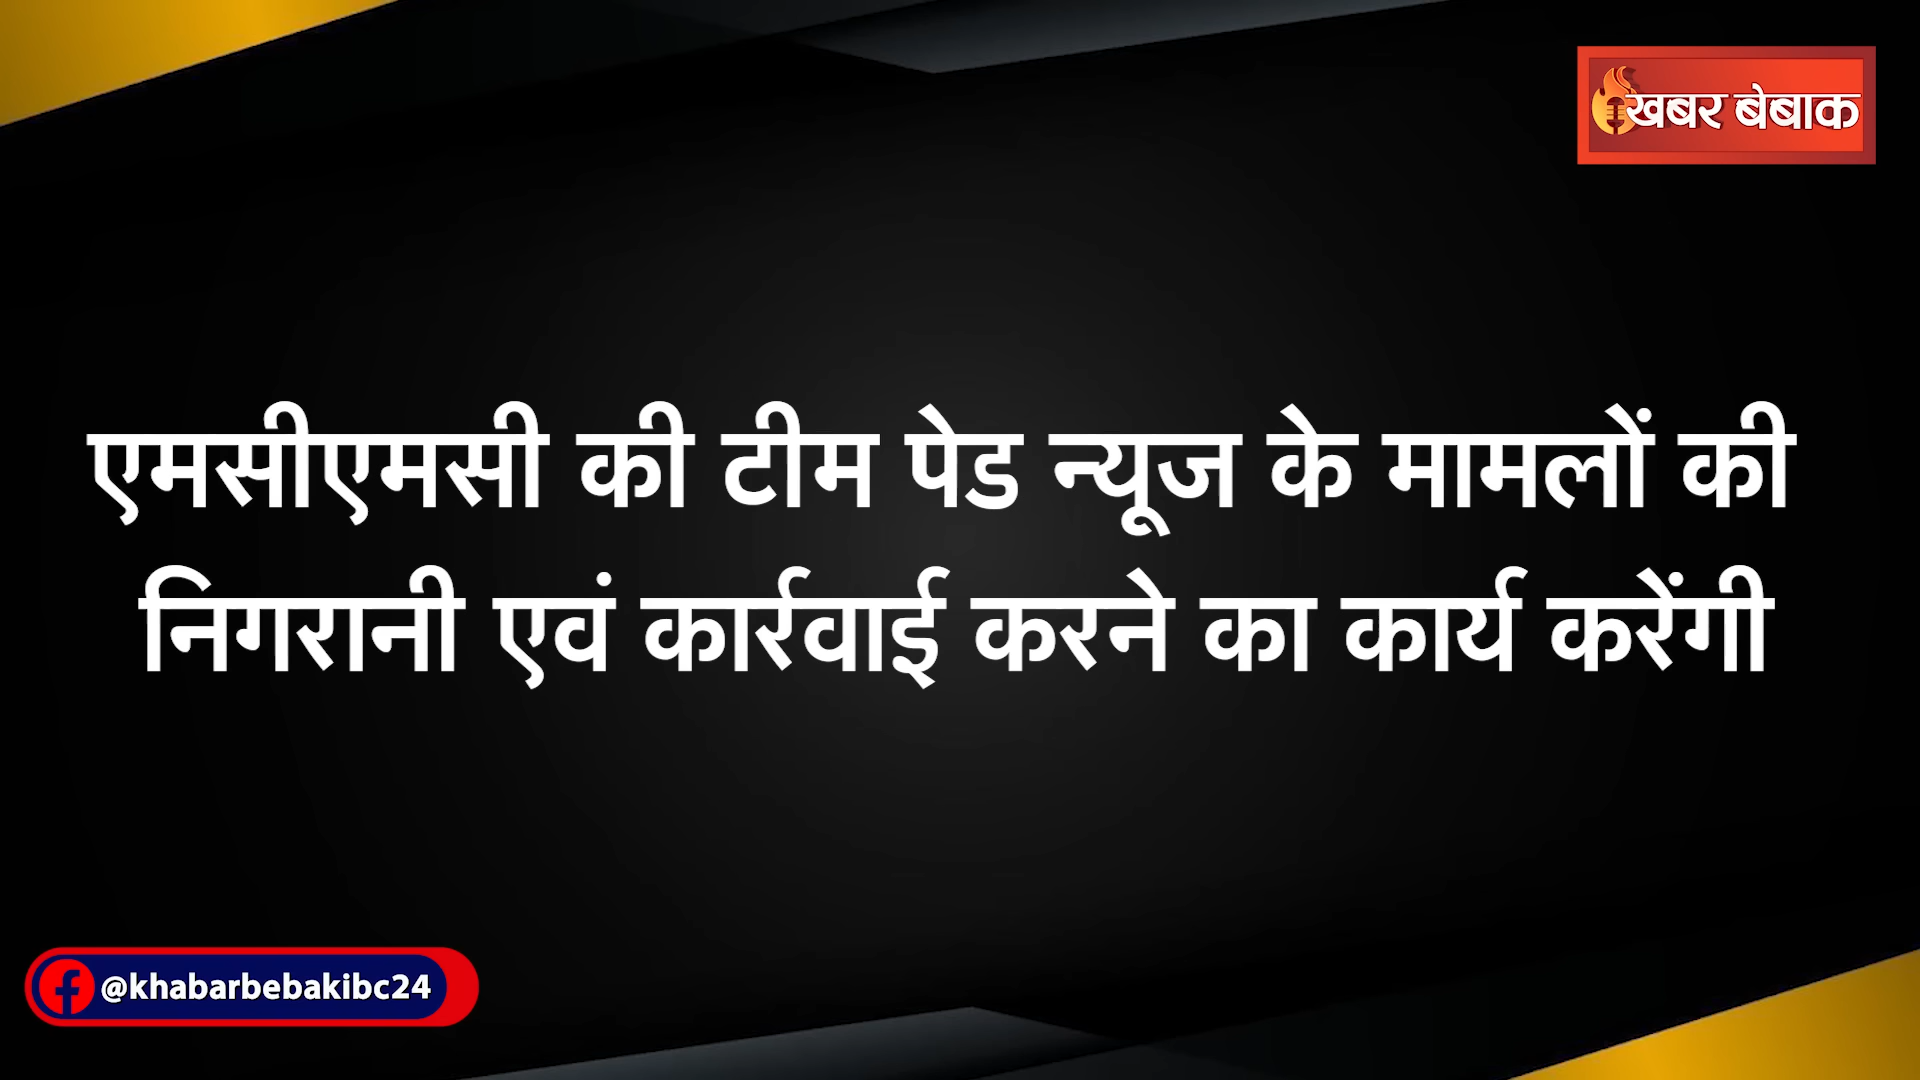 खबर बेबाक
एमसीएमसी की टीम पेड न्यूज के मामलों की
निगरानी एवं कार्रवाई करने का कार्य करेंगी
@khabarbebakibc24